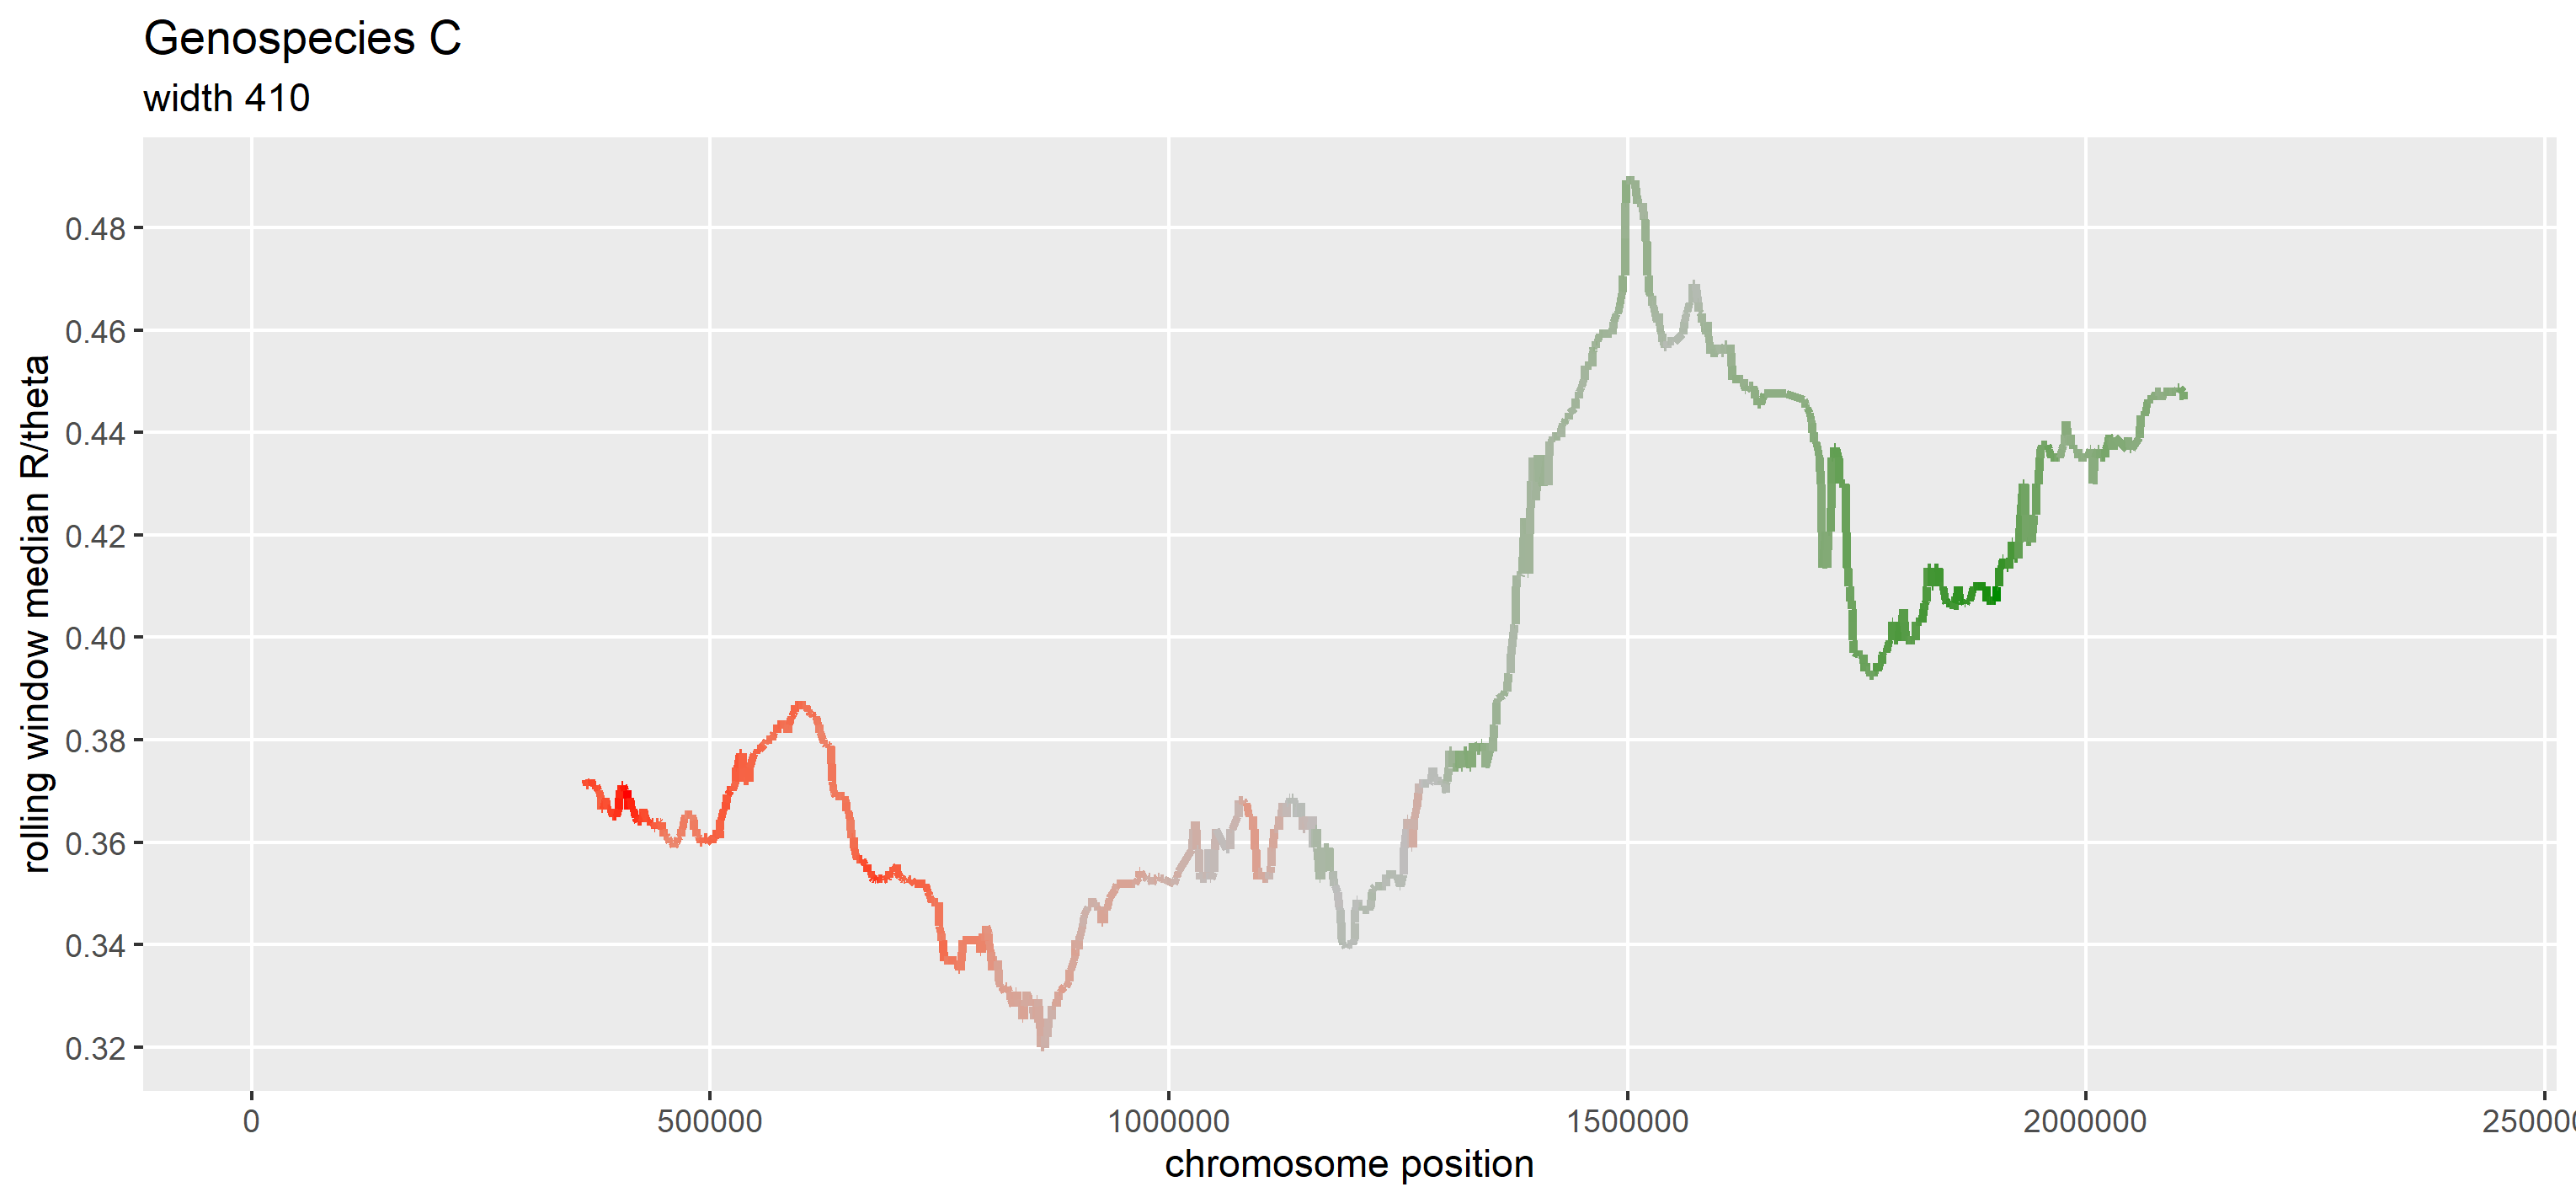 Genospecies C
width 410
rolling window median R/theta
0.48
0.46
0.44
0.42
0.40
0.38
0.36
0.34
0.32
0 500000 1000000 1500000 2000000 250000
chromosome position